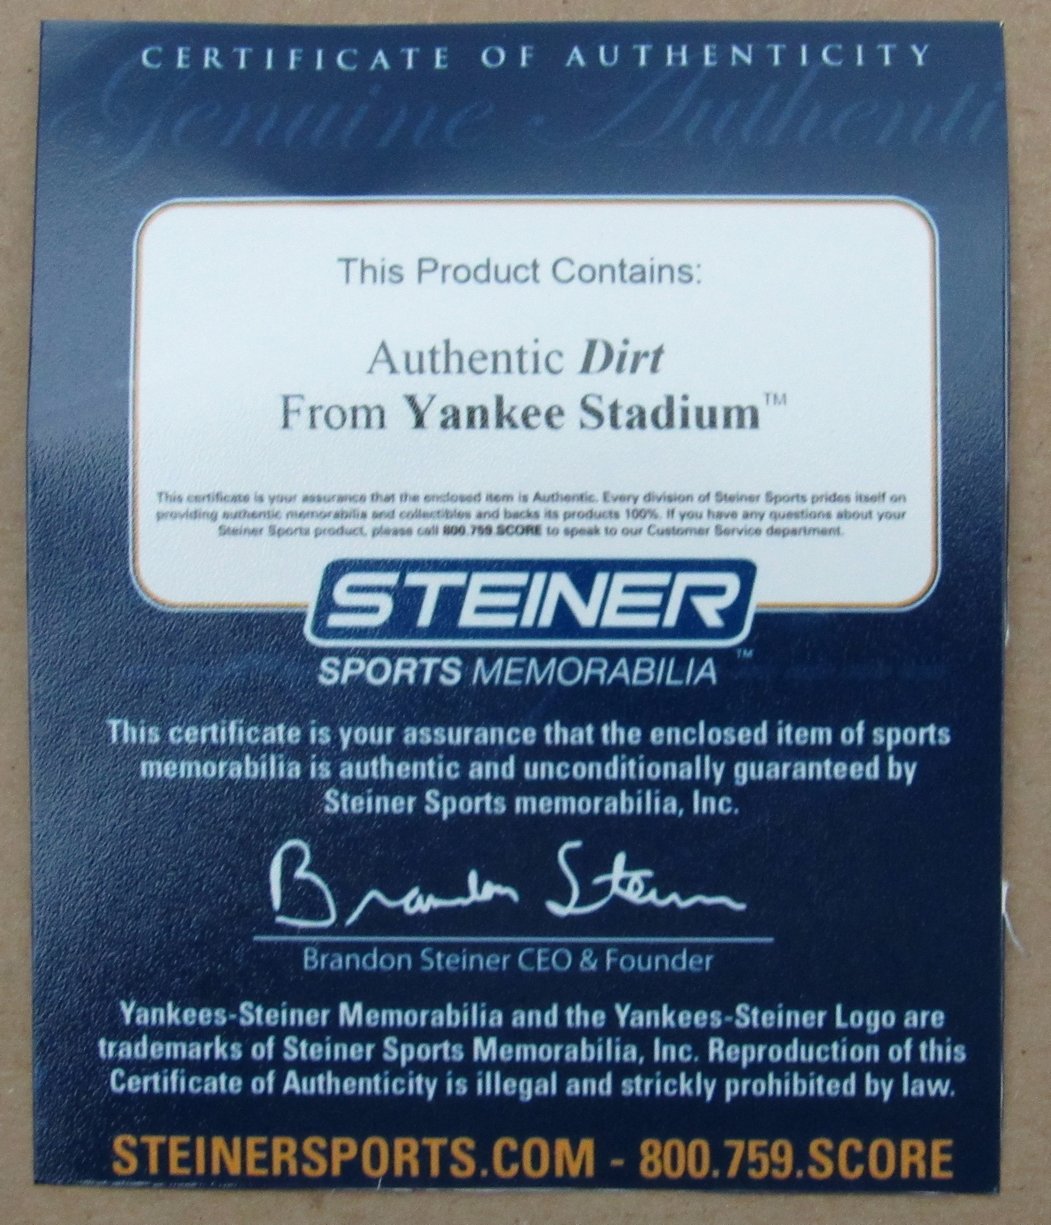 CERTIFICATE OF AUTHENTICITY
Genuine Authenti
This Product Contains:
Authentic Dirt
From Yankee Stadium™
This certificate is your assurance that the enclosed item is Authentic. Every division of Steiner Sports prides itself on
providing authentic memorabilia and collectibles and backs its products 100%. If you have any questions about your
Steiner Sports product, please call 800.759.SCORE to speak to our Customer Service department.
STEINER
SPORTS MEMORABILIA™
This certificate is your assurance that the enclosed item of sports
memorabilia is authentic and unconditionally guaranteed by
Steiner Sports memorabilia, Inc.
Brandon Steiner
Brandon Steiner CEO & Founder
Yankees-Steiner Memorabilia and the Yankees-Steiner Logo are
trademarks of Steiner Sports Memorabilia, Inc. Reproduction of this
Certificate of Authenticity is illegal and strickly prohibited by law.
STEINERSPORTS.COM - 800.759.SCORE